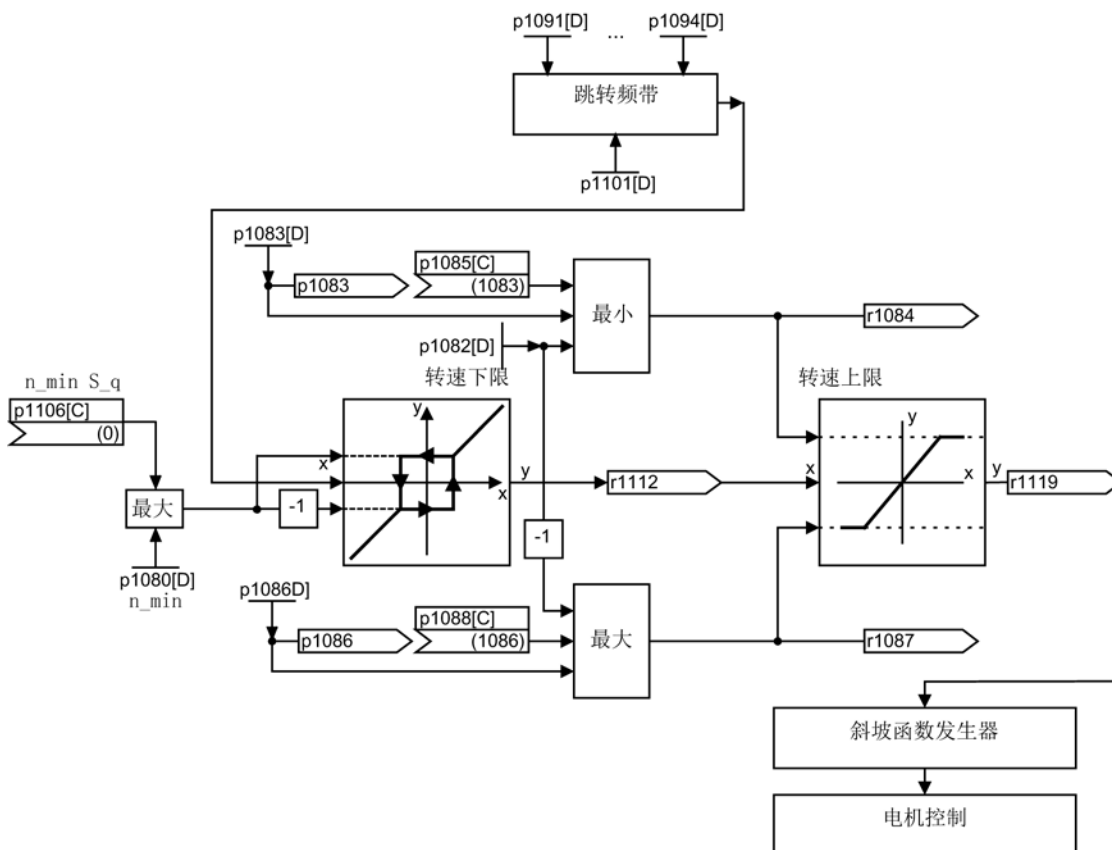 p1091[D] ... p1094[D]
跳转频带
p1101[D]
p1083[D]
p1085[C]
p1083 (1083)
最小
r1084
p1082[D]
转速下限 转速上限
n_min S_q
p1106[C]
(0)
y y
x x x y
最大 -1 x r1112 r1119
-1
p1080[D]
n_min
p1086D]
p1088[C]
p1086 (1086)
最大
r1087
斜坡函数发生器
电机控制